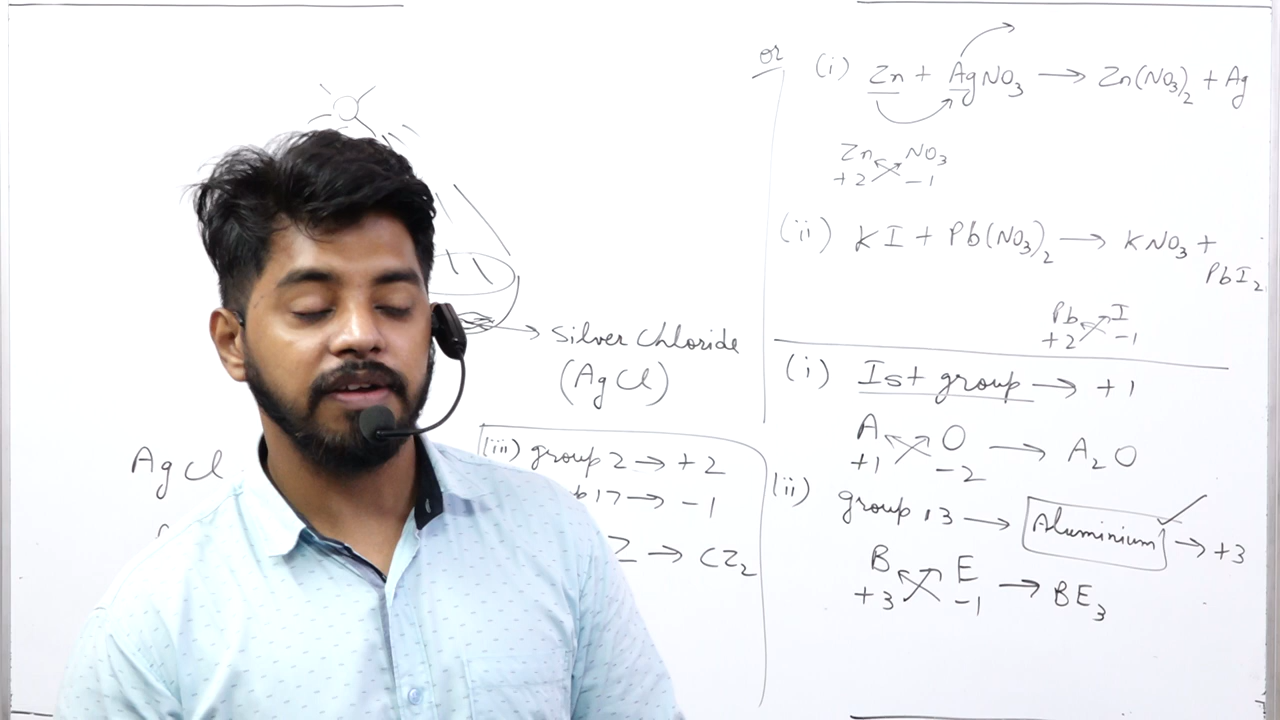 Silver Chloride
(AgCl)
AgCl
(iii) group 2 → +2
17 → -1
Z → CZ₂
or (i) Zn + AgNO₃ → Zn(NO₃)₂ + Ag
Zn NO₃
+2 -1
(ii) KI + Pb(NO₃)₂ → KNO₃ +
PbI₂
Pb I
+2 -1
(i) Ist group → +1
A O → A₂O
+1 -2
(ii) group 13 → Aluminium → +3
B E → BE₃
+3 -1